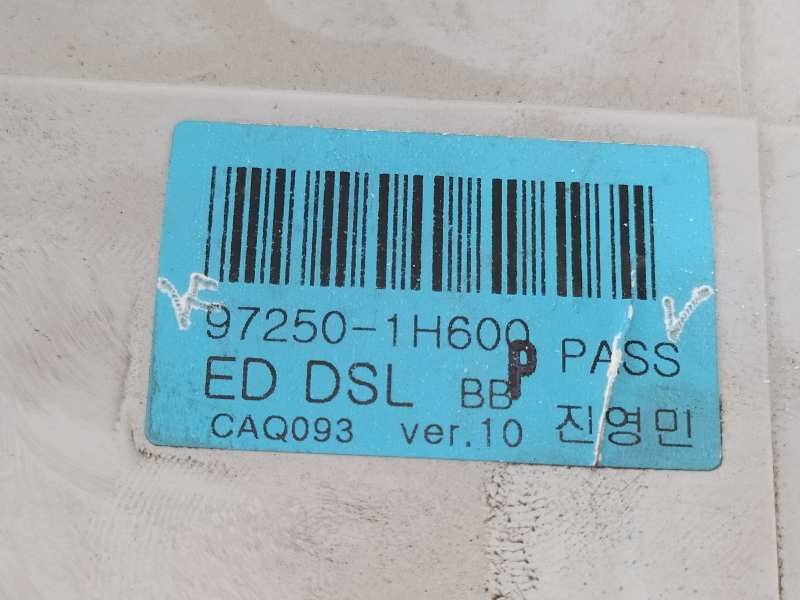 97250-1H600 PASS
ED DSL BB P
CAQ093 ver.10 진영민